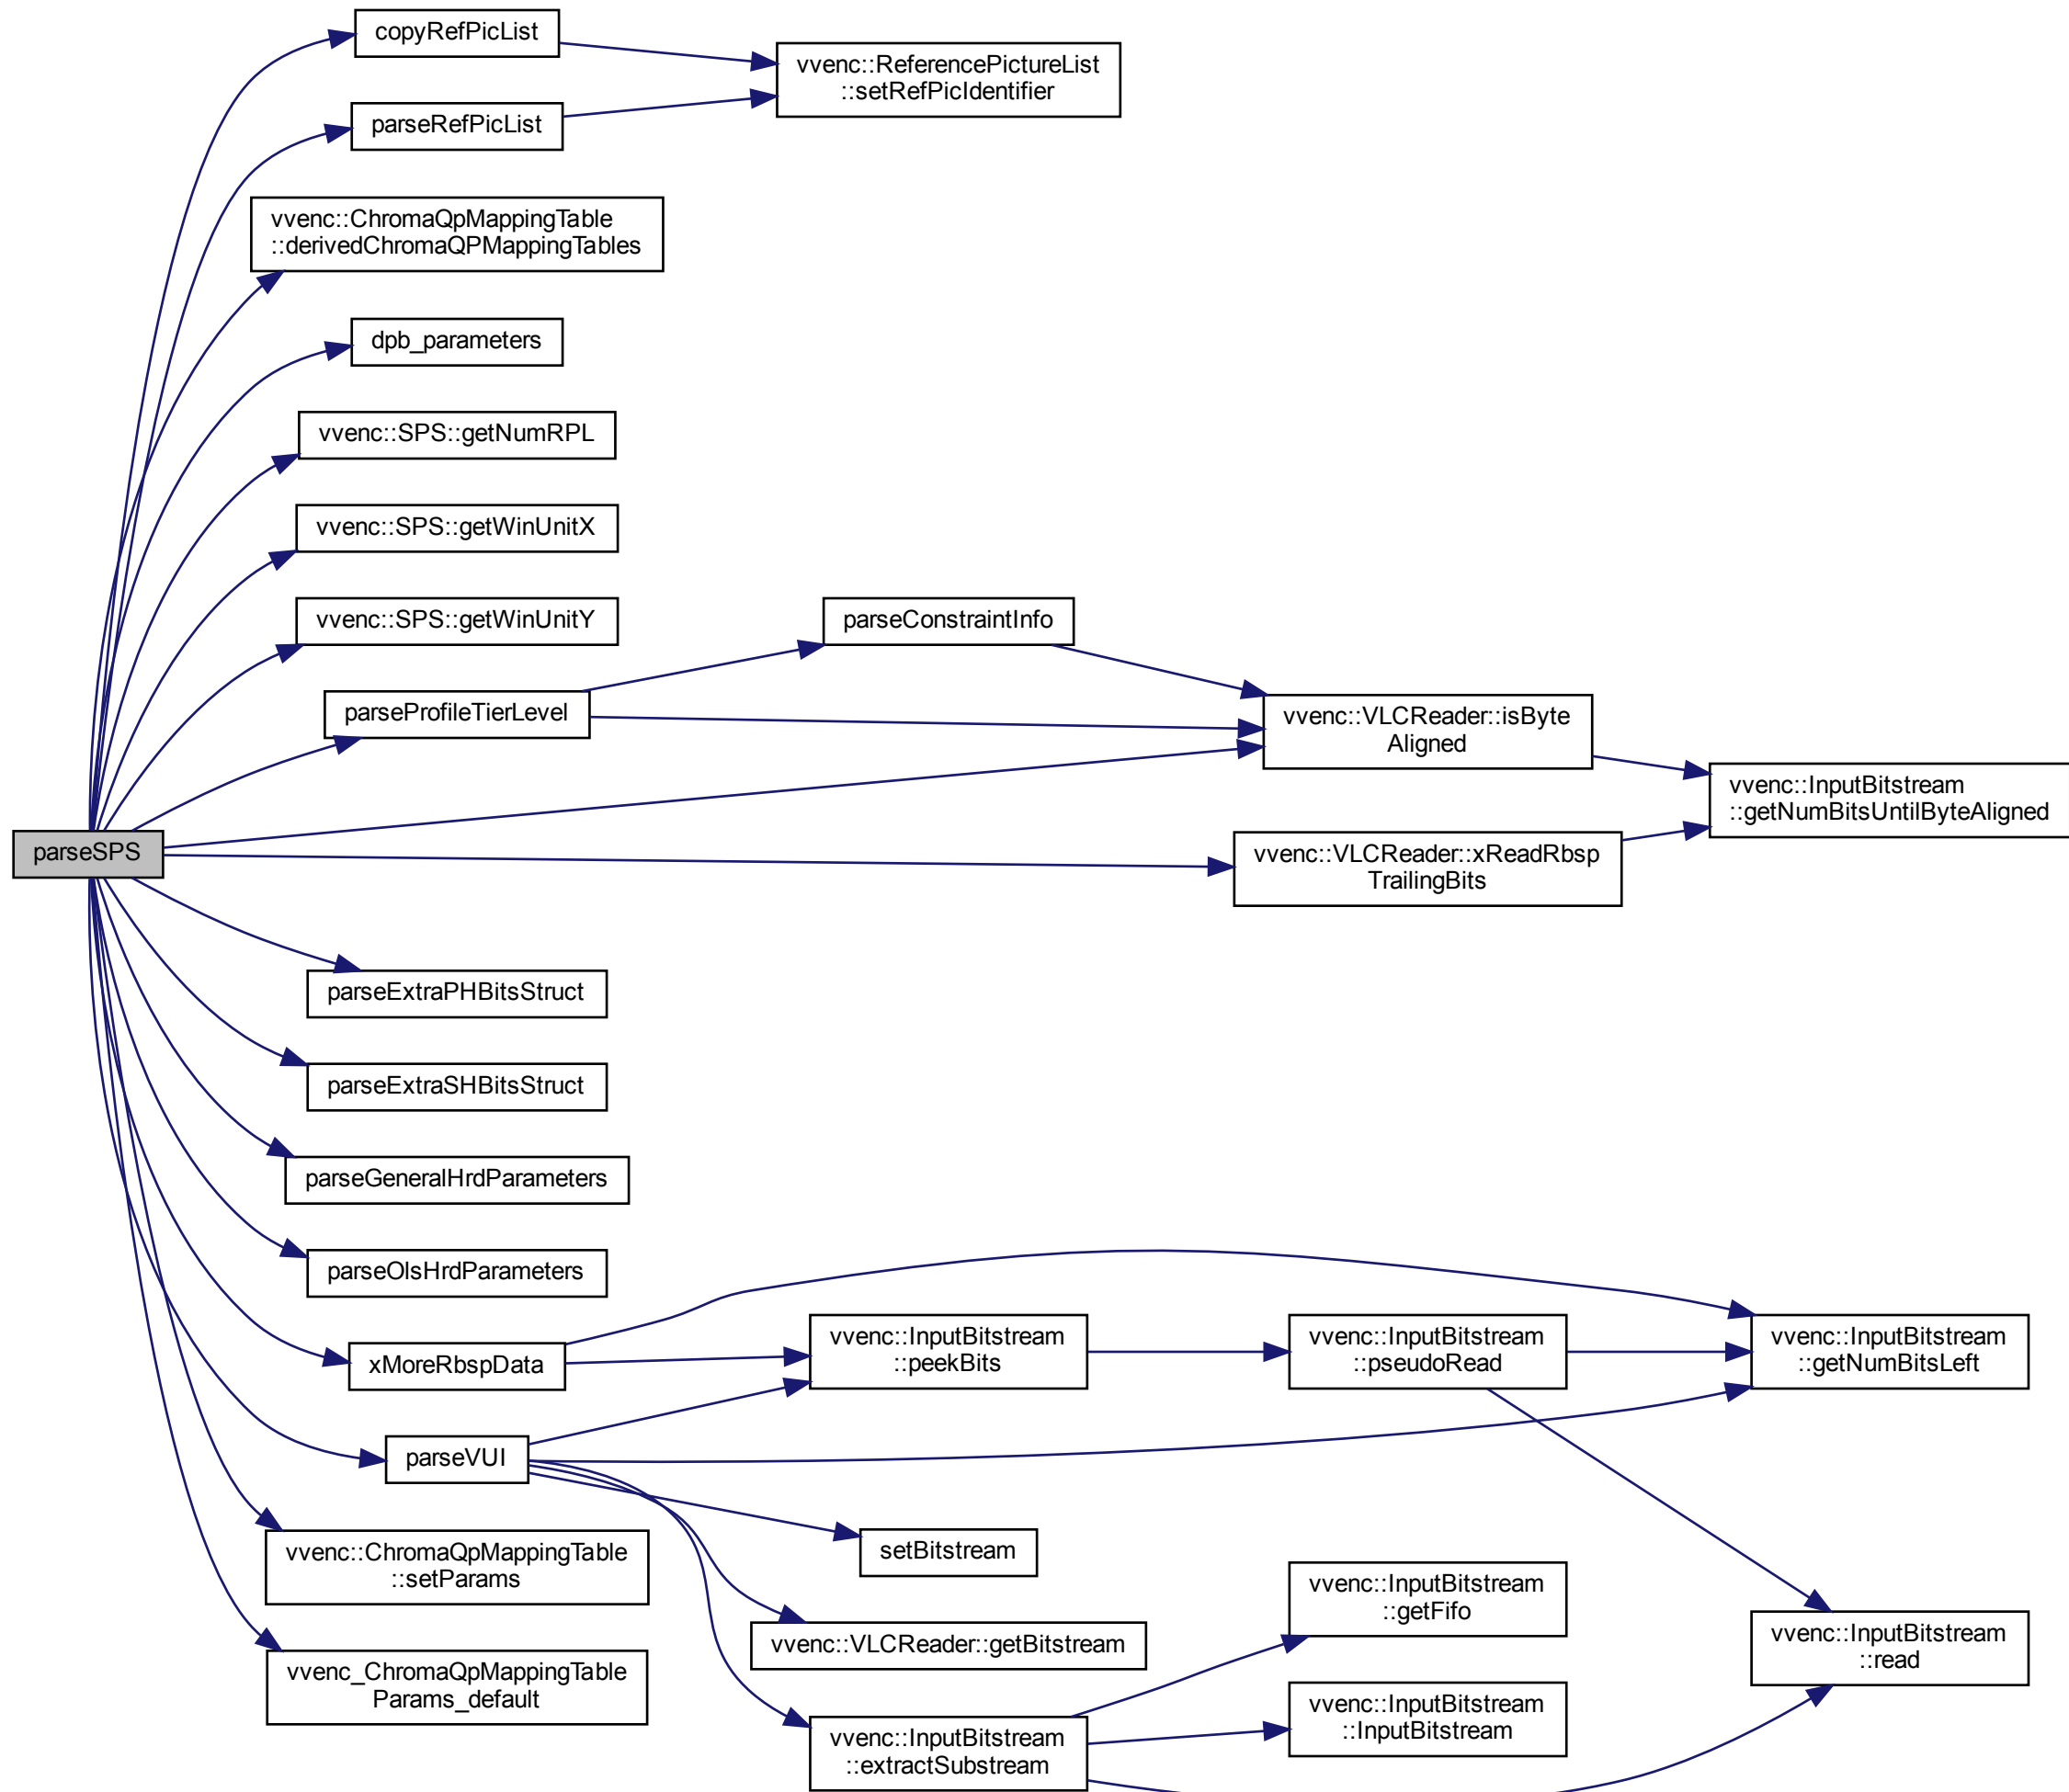 copyRefPicList
vvenc::ReferencePictureList
::setRefPicIdentifier
parseRefPicList
vvenc::ChromaQpMappingTable
::derivedChromaQPMappingTables
dpb_parameters
vvenc::SPS::getNumRPL
vvenc::SPS::getWinUnitX
vvenc::SPS::getWinUnitY
parseConstraintInfo
parseProfileTierLevel
vvenc::VLCReader::isByte
Aligned
vvenc::InputBitstream
::getNumBitsUntilByteAligned
parseSPS
vvenc::VLCReader::xReadRbsp
TrailingBits
parseExtraPHBitsStruct
parseExtraSHBitsStruct
parseGeneralHrdParameters
parseOlsHrdParameters
xMoreRbspData
vvenc::InputBitstream
::peekBits
vvenc::InputBitstream
::pseudoRead
vvenc::InputBitstream
::getNumBitsLeft
parseVUI
setBitstream
vvenc::ChromaQpMappingTable
::setParams
vvenc::InputBitstream
::getFifo
vvenc::VLCReader::getBitstream
vvenc::InputBitstream
::read
vvenc_ChromaQpMappingTable
Params_default
vvenc::InputBitstream
::InputBitstream
vvenc::InputBitstream
::extractSubstream